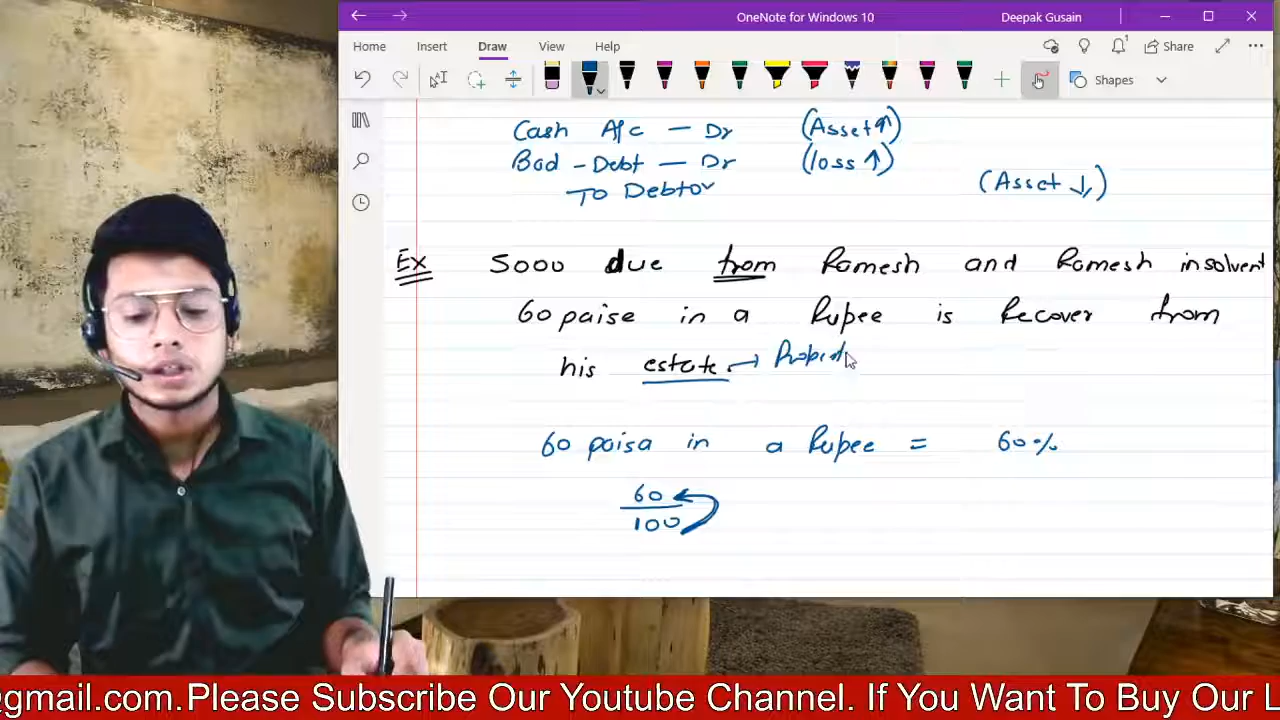 OneNote for Windows 10
Deepak Gusain
Home Insert Draw View Help
Share
Shapes
Cash A/c — Dr (Asset ↑)
Bad - Debt — Dr (loss ↑)
To Debtor (Asset ↓)
Ex 5000 due from Ramesh and Ramesh insolvent
60 paise in a Rupee is Recover from
his estate →
60 paisa in a Rupee = 60%
60
100
@gmail.com.Please Subscribe Our Youtube Channel. If You Want To Buy Our L